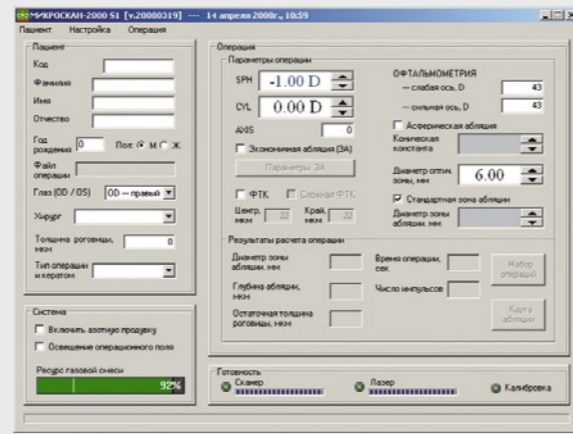 МИКРОСКАН-2000 S1 [v.20000319] --- 14 апреля 2000г., 10:59
Пациент Настройка Операция
Пациент
Код
Фамилия
Имя
Отчество
Год рождения 0 Пол: М Ж
Файл операции
Глаз (OD / OS) OD -- правый
Хирург
Толщина роговицы, мкм 0
Тип операции и кератом
Система
Включить азотную продувку
Освещение операционного поля
Ресурс газовой смеси
92%
Операция
Параметры операции
SPH -1.00 D
CYL 0.00 D
AXIS 0
Экономичная абляция (ЭА)
Параметры ЭА
ФТК Сложная ФТК
Центр, мкм 22 Край, мкм 22
ОФТАЛЬМОМЕТРИЯ
-- слабая ось, D 43
-- сильная ось, D 43
Асферическая абляция
Коническая константа
Диаметр оптич. зоны, мм 6.00
Стандартная зона абляции
Диаметр зоны абляции, мм
Результаты расчета операции
Диаметр зоны абляции, мм
Глубина абляции, мкм
Остаточная толщина роговицы, мкм
Время операции, сек
Число импульсов
Набор операций
Карта абляции
Готовность
Сканер Лазер Калибровка